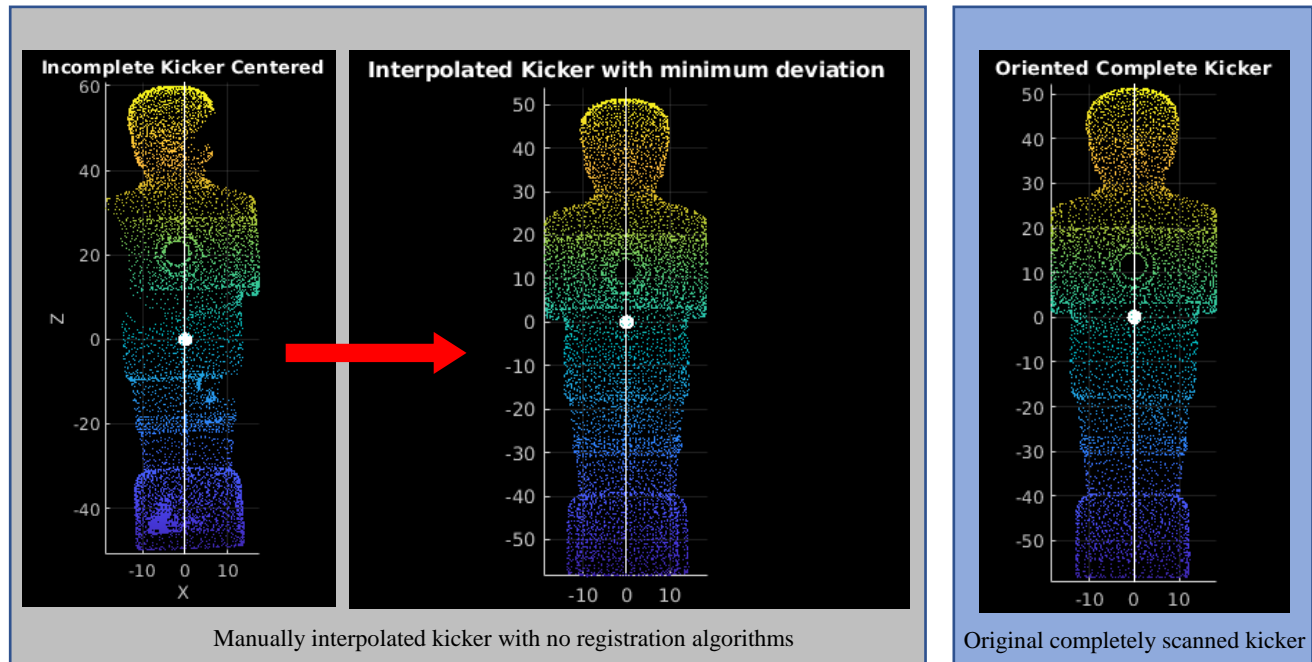 Incomplete Kicker Centered
60
40
20
0
-20
-40
Z
-10 0 10
X
Interpolated Kicker with minimum deviation
50
40
30
20
10
0
-10
-20
-30
-40
-50
-10 0 10
Manually interpolated kicker with no registration algorithms
Oriented Complete Kicker
50
40
30
20
10
0
-10
-20
-30
-40
-50
-10 0 10
Original completely scanned kicker